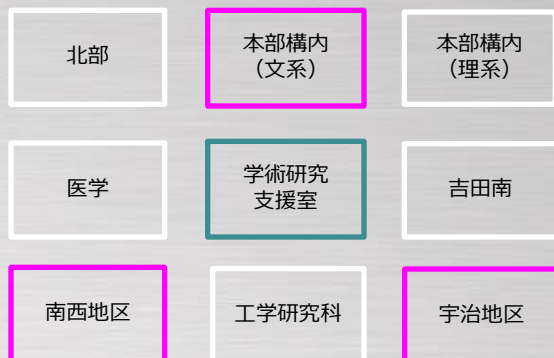 北部
本部構内
（文系）
本部構内
（理系）
医学
学術研究
支援室
吉田南
南西地区
工学研究科
宇治地区